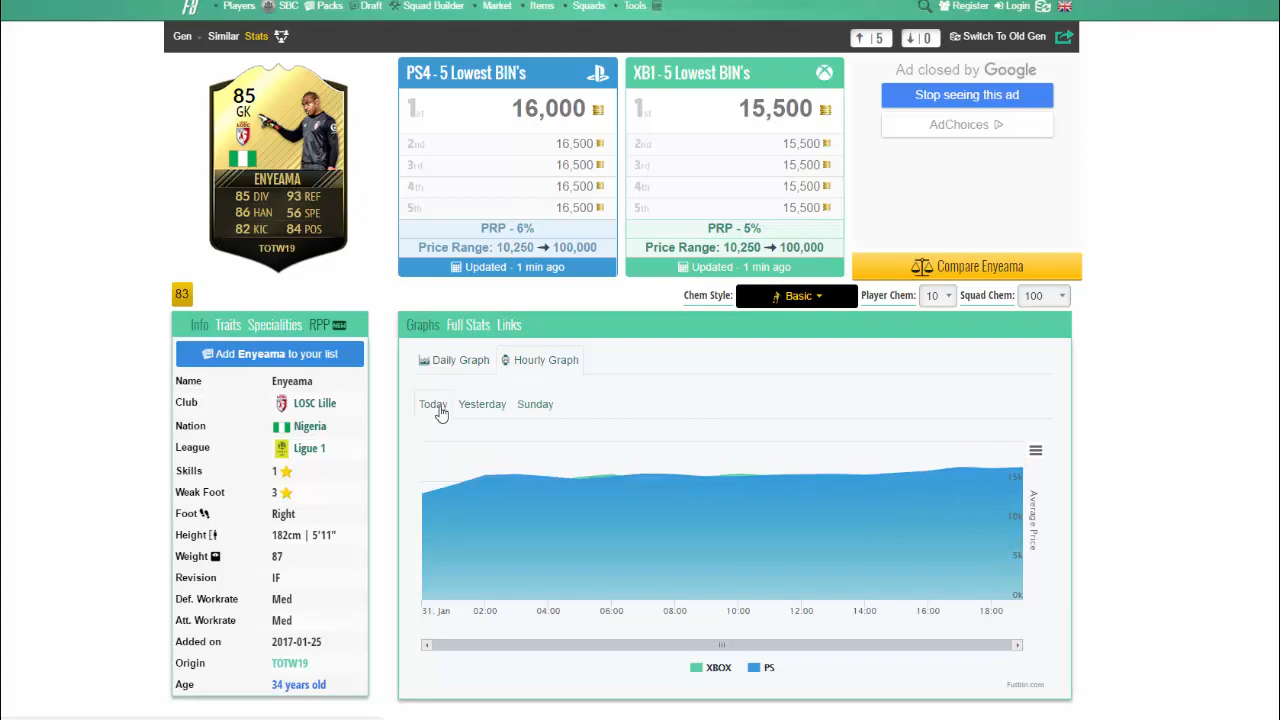 F8 Players SBC Packs Draft Squad Builder Market Items Squads Tools Register Login
Gen Similar Stats 5 0 Switch To Old Gen
85
GK
LOSC
ENYEAMA
85 DIV 93 REF
86 HAN 56 SPE
82 KIC 84 POS
TOTW19
PS4 - 5 Lowest BIN's
1st 16,000
2nd 16,500
3rd 16,500
4th 16,500
5th 16,500
PRP - 6%
Price Range: 10,250 ➔ 100,000
Updated - 1 min ago
XB1 - 5 Lowest BIN's
1st 15,500
2nd 15,500
3rd 15,500
4th 15,500
5th 15,500
PRP - 5%
Price Range: 10,250 ➔ 100,000
Updated - 1 min ago
Ad closed by Google
Stop seeing this ad
AdChoices
Compare Enyeama
83
Chem Style: Basic Player Chem: 10 Squad Chem: 100
Info Traits Specialities RPP NEW
Add Enyeama to your list
Name Enyeama
Club LOSC Lille
Nation Nigeria
League Ligue 1
Skills 1
Weak Foot 3
Foot Right
Height 182cm | 5'11"
Weight 87
Revision IF
Def. Workrate Med
Att. Workrate Med
Added on 2017-01-25
Origin TOTW19
Age 34 years old
Graphs Full Stats Links
Daily Graph Hourly Graph
Today Yesterday Sunday
15k
10k
5k
0k
Average Price
31. Jan 02:00 04:00 06:00 08:00 10:00 12:00 14:00 16:00 18:00
XBOX PS
Futbin.com